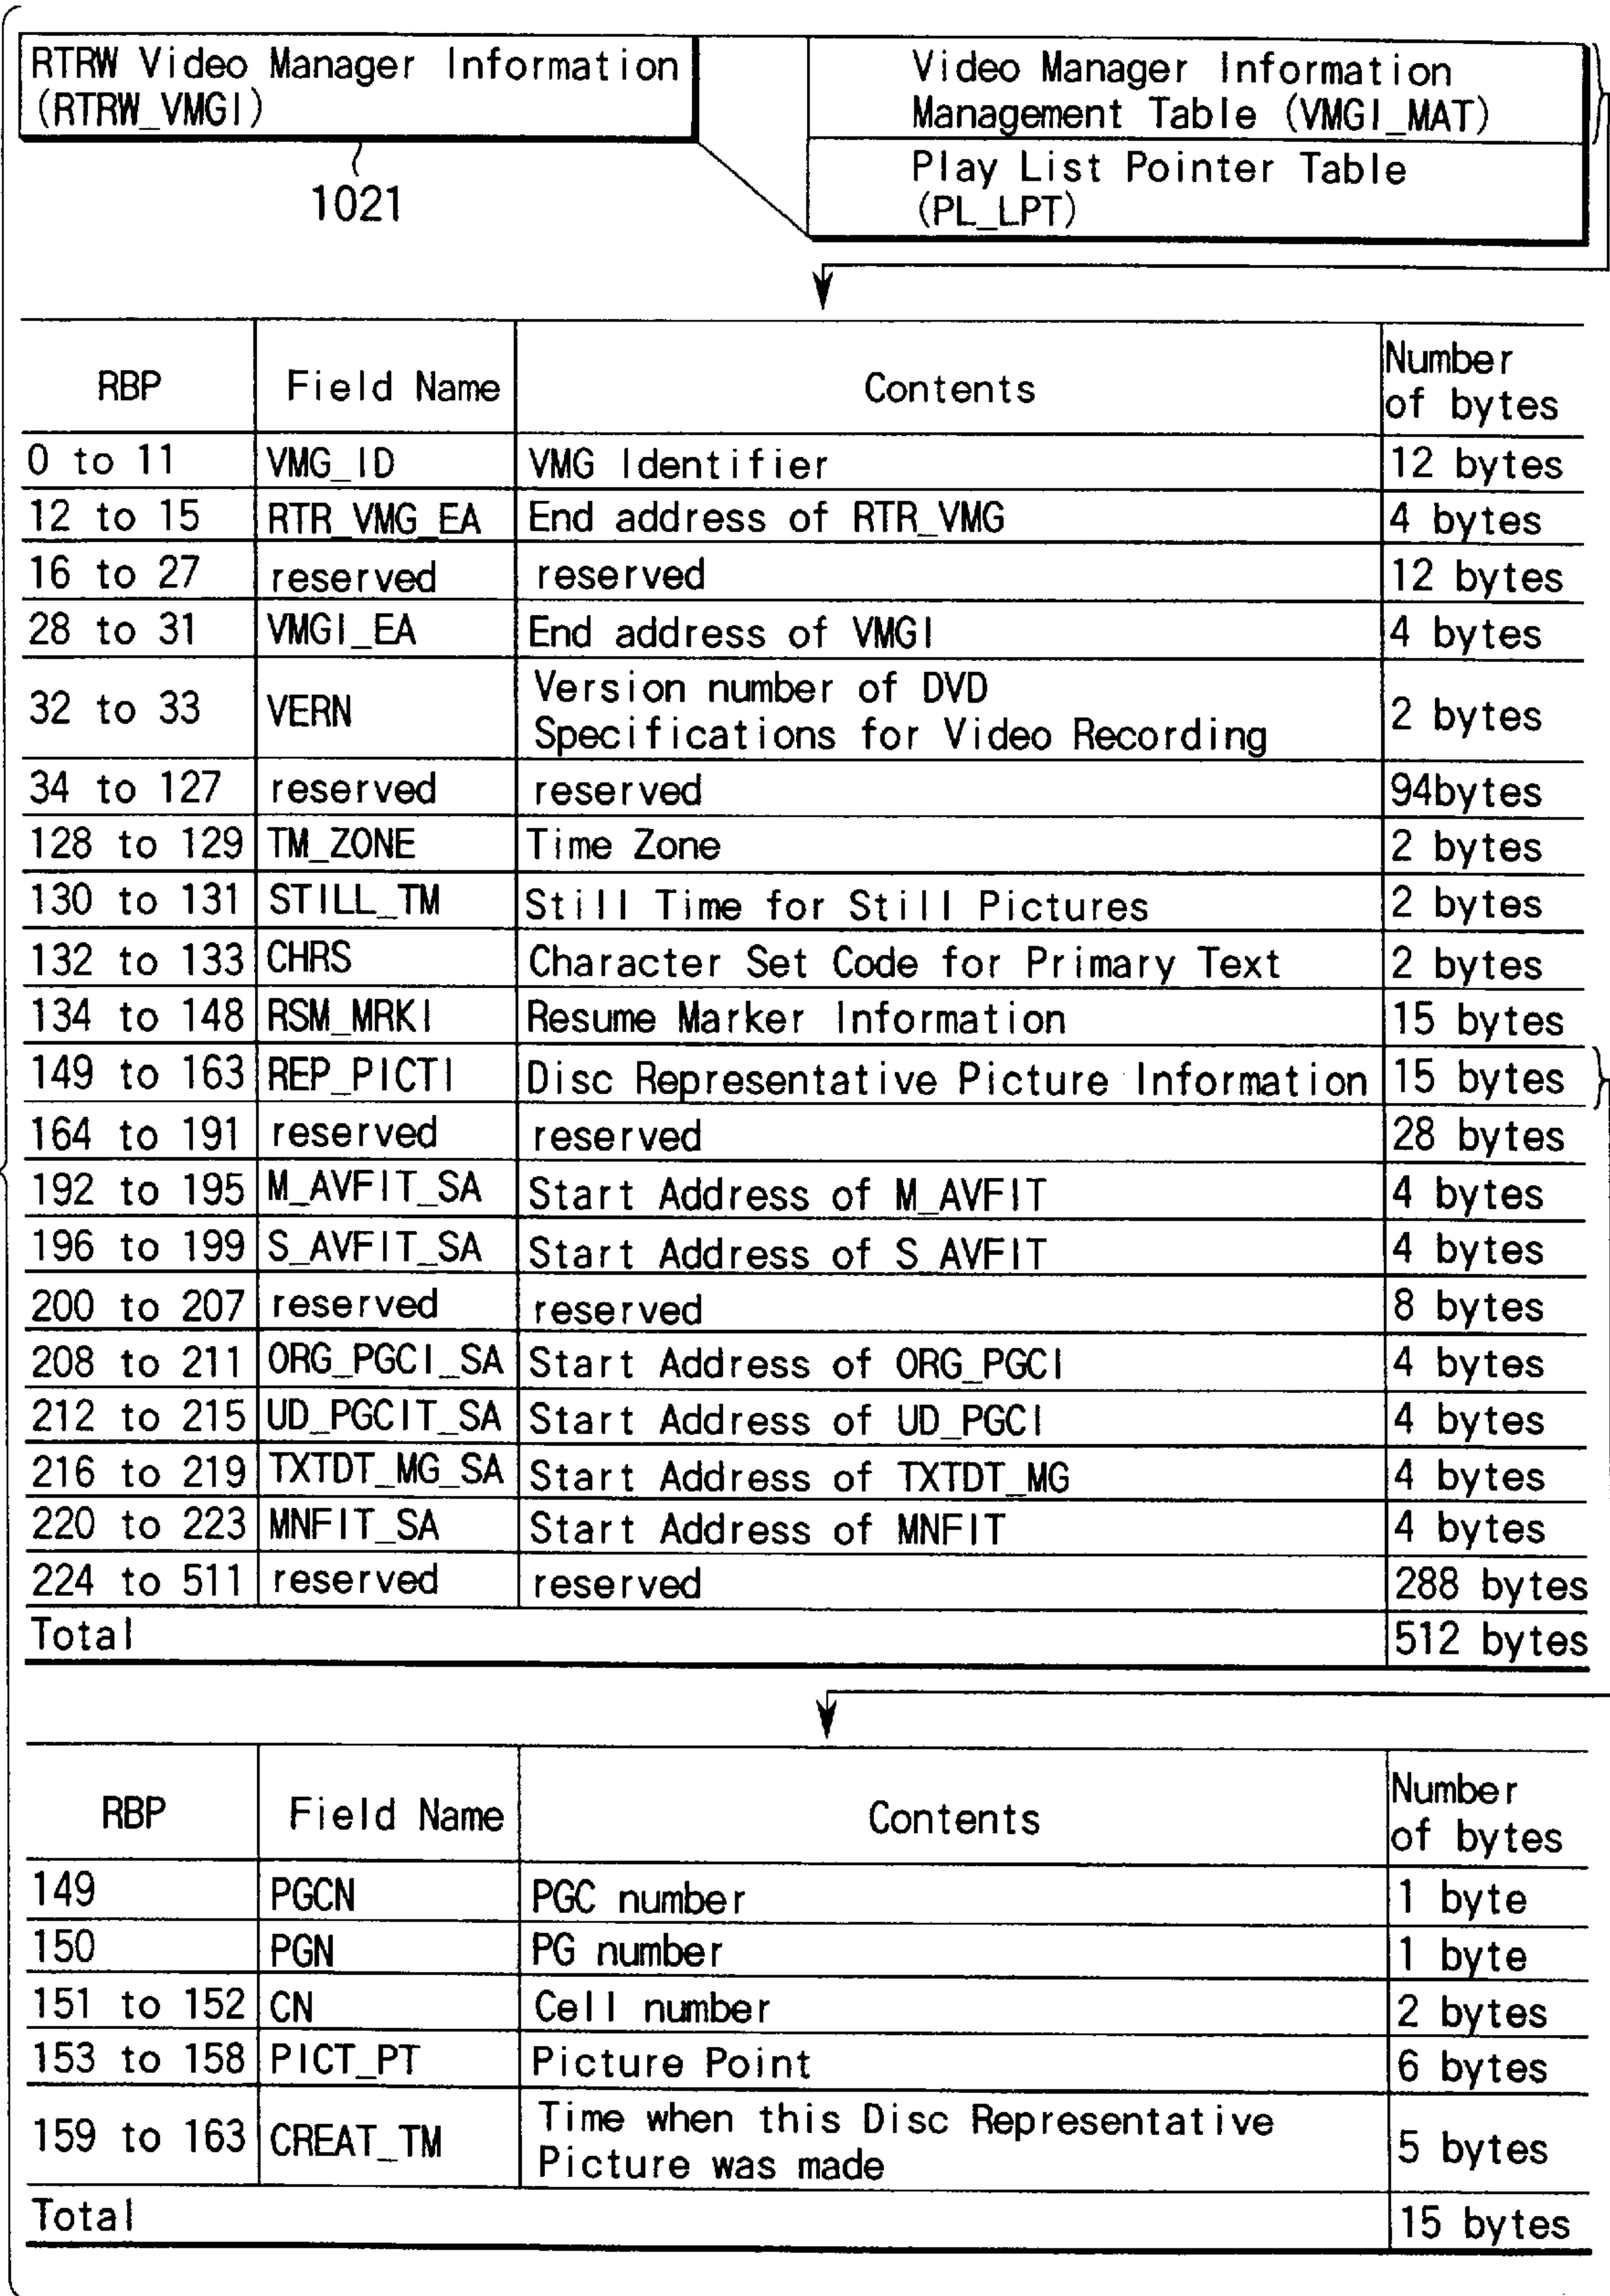 RTRW Video Manager Information
(RTRW_VMGI)
1021
Video Manager Information
Management Table (VMGI_MAT)
Play List Pointer Table
(PL_LPT)
RBP Field Name Contents Number of bytes
0 to 11 VMG_ID VMG Identifier 12 bytes
12 to 15 RTR_VMG_EA End address of RTR_VMG 4 bytes
16 to 27 reserved reserved 12 bytes
28 to 31 VMGI_EA End address of VMGI 4 bytes
32 to 33 VERN Version number of DVD
Specifications for Video Recording 2 bytes
34 to 127 reserved reserved 94bytes
128 to 129 TM_ZONE Time Zone 2 bytes
130 to 131 STILL_TM Still Time for Still Pictures 2 bytes
132 to 133 CHRS Character Set Code for Primary Text 2 bytes
134 to 148 RSM_MRKI Resume Marker Information 15 bytes
149 to 163 REP_PICTI Disc Representative Picture Information 15 bytes
164 to 191 reserved reserved 28 bytes
192 to 195 M_AVFIT_SA Start Address of M_AVFIT 4 bytes
196 to 199 S_AVFIT_SA Start Address of S_AVFIT 4 bytes
200 to 207 reserved reserved 8 bytes
208 to 211 ORG_PGCI_SA Start Address of ORG_PGCI 4 bytes
212 to 215 UD_PGCIT_SA Start Address of UD_PGCI 4 bytes
216 to 219 TXTDT_MG_SA Start Address of TXTDT_MG 4 bytes
220 to 223 MNFIT_SA Start Address of MNFIT 4 bytes
224 to 511 reserved reserved 288 bytes
Total 512 bytes
RBP Field Name Contents Number of bytes
149 PGCN PGC number 1 byte
150 PGN PG number 1 byte
151 to 152 CN Cell number 2 bytes
153 to 158 PICT_PT Picture Point 6 bytes
159 to 163 CREAT_TM Time when this Disc Representative
Picture was made 5 bytes
Total 15 bytes